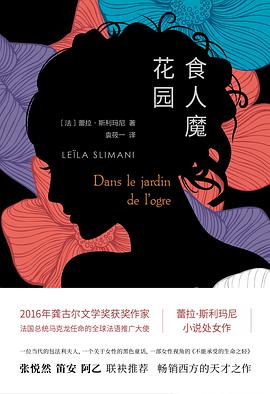 食人魔
花园
［法］蕾拉·斯利玛尼 著
袁筱一 译
LEÏLA SLIMANI
Dans le jardin
de l'ogre
2016年龚古尔文学奖获奖作家
法国总统马克龙任命的全球法语推广大使
蕾拉·斯利玛尼
小说处女作
一位当代的包法利夫人，一个关于女性的黑色童话，一部女性视角的《不能承受的生命之轻》
张悦然 笛安 阿乙 联袂推荐 畅销西方的天才之作